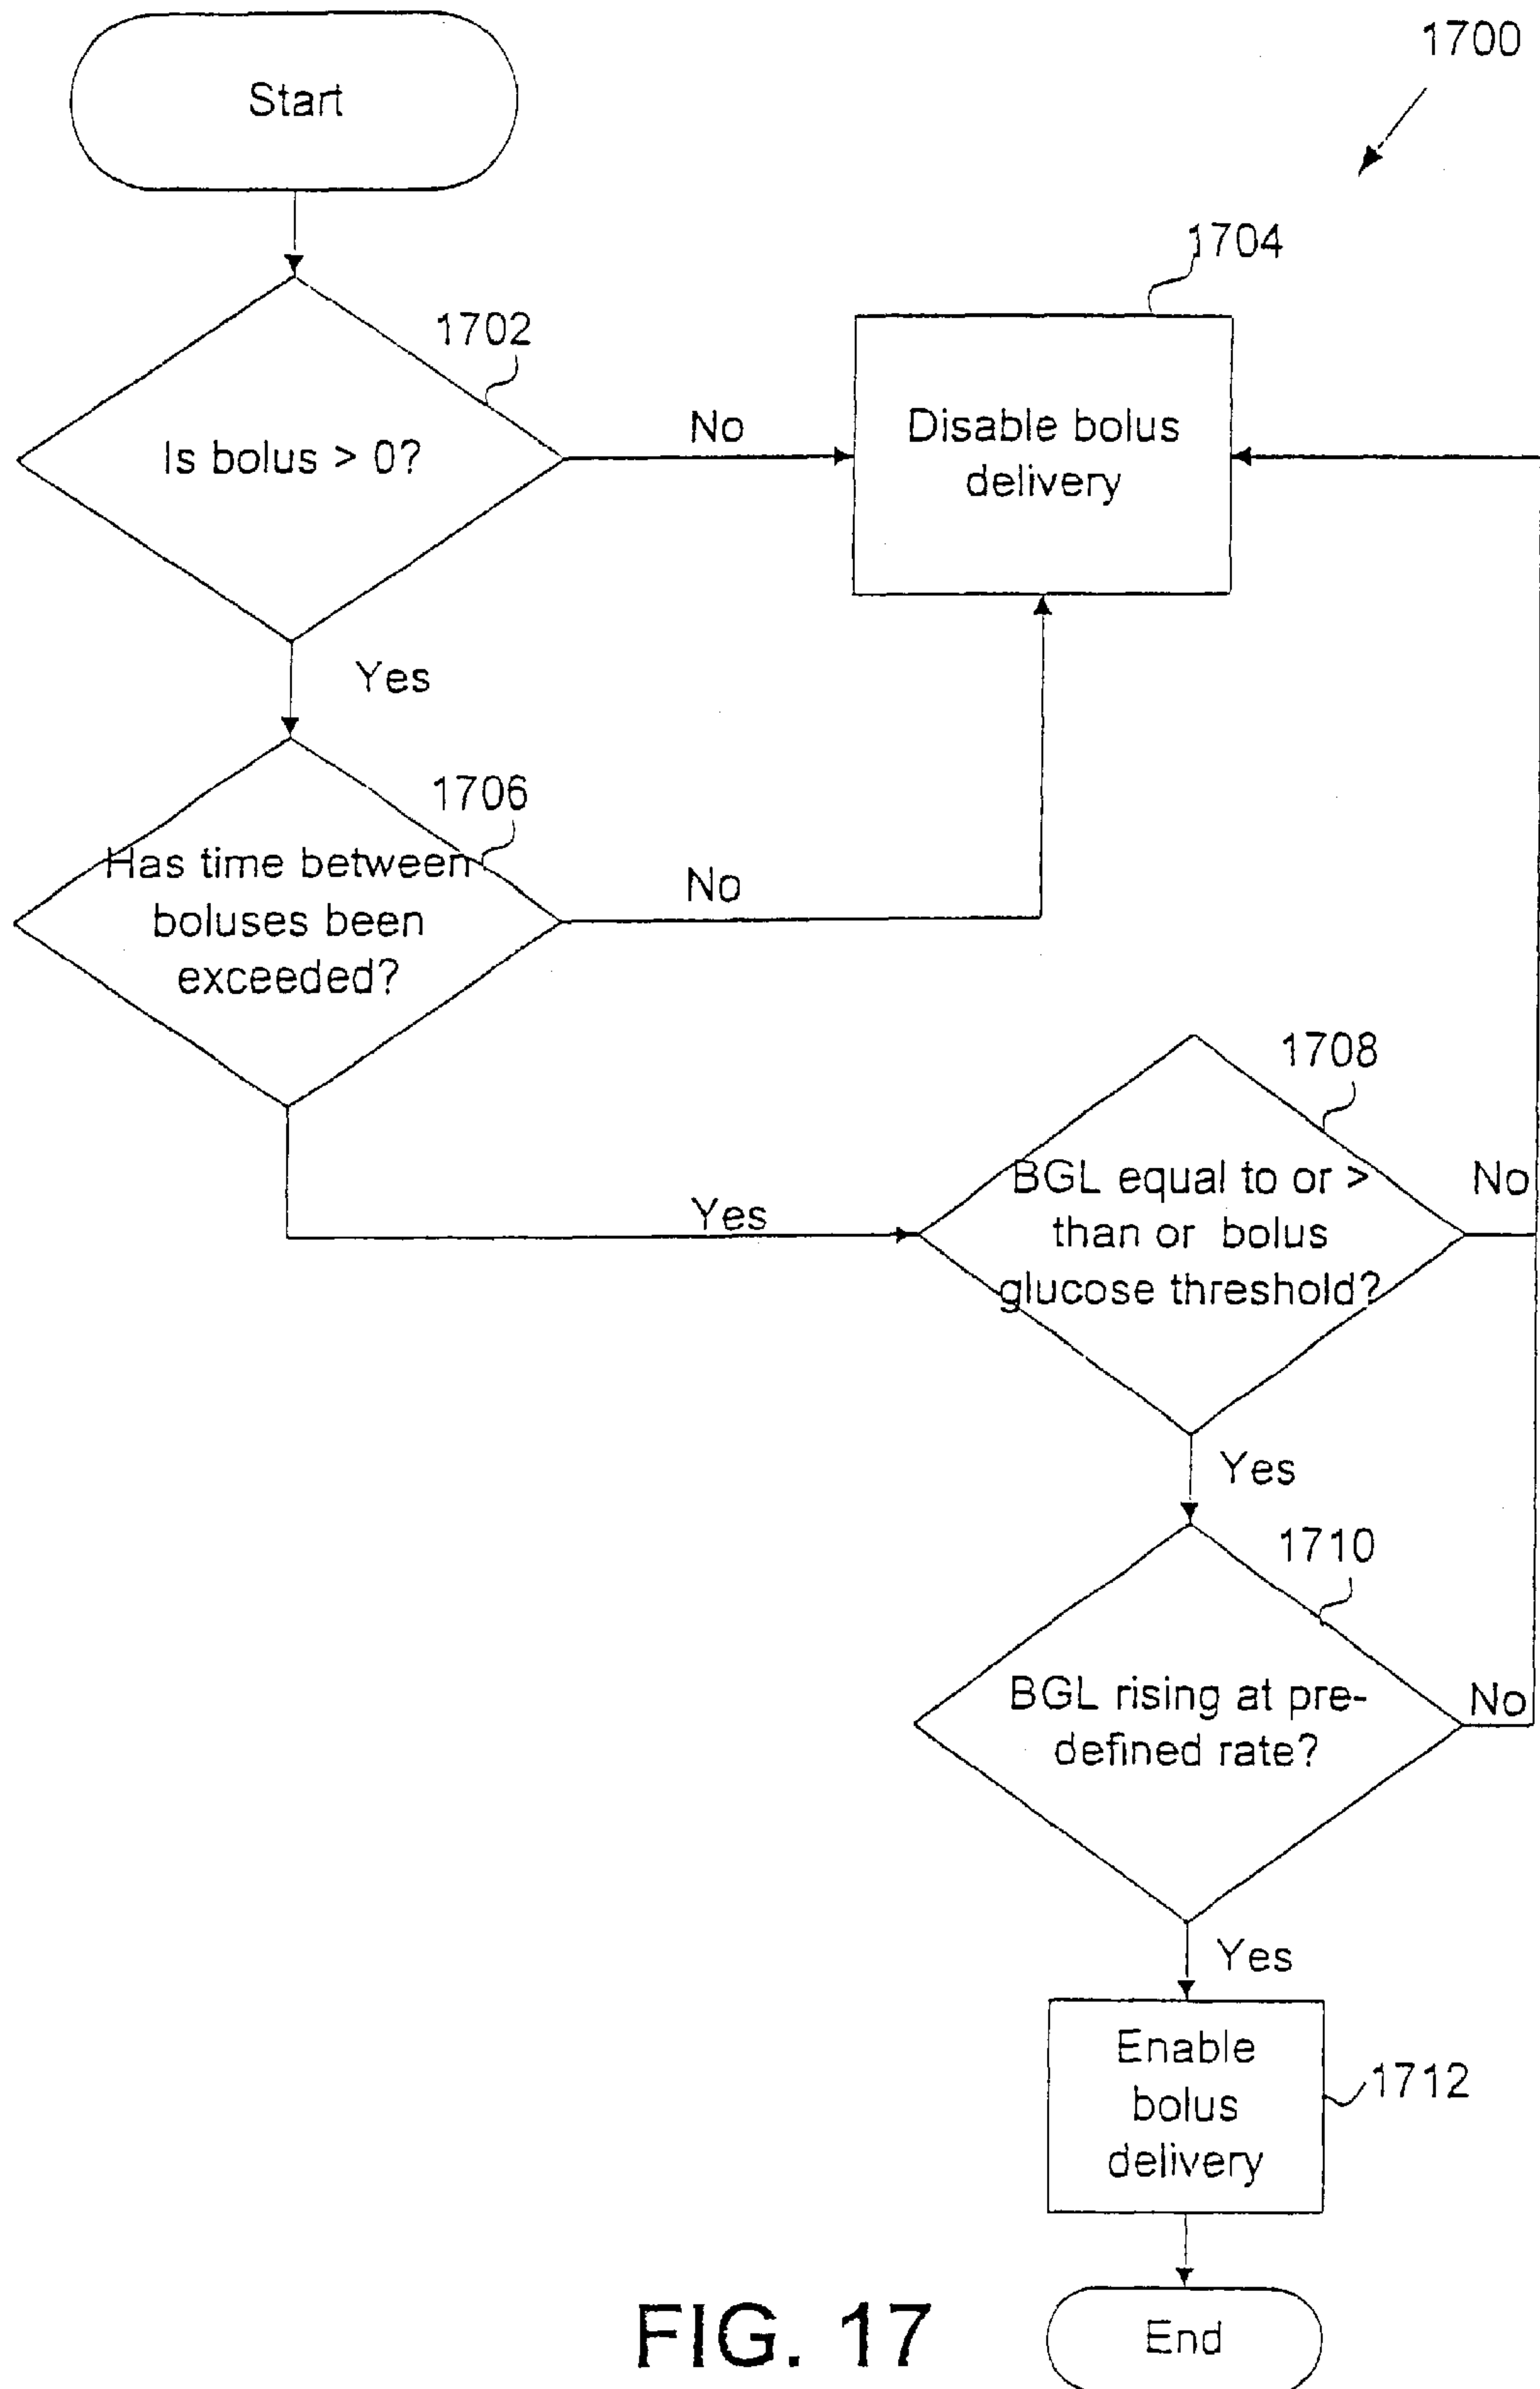 1700
Start
1704
1702
Is bolus > 0?
No
Disable bolus
delivery
Yes
1706
Has time between
boluses been
exceeded?
No
1708
BGL equal to or >
than or bolus
glucose threshold?
No
Yes
Yes
1710
BGL rising at pre-
defined rate?
No
Yes
Enable
bolus
delivery
1712
End
FIG. 17